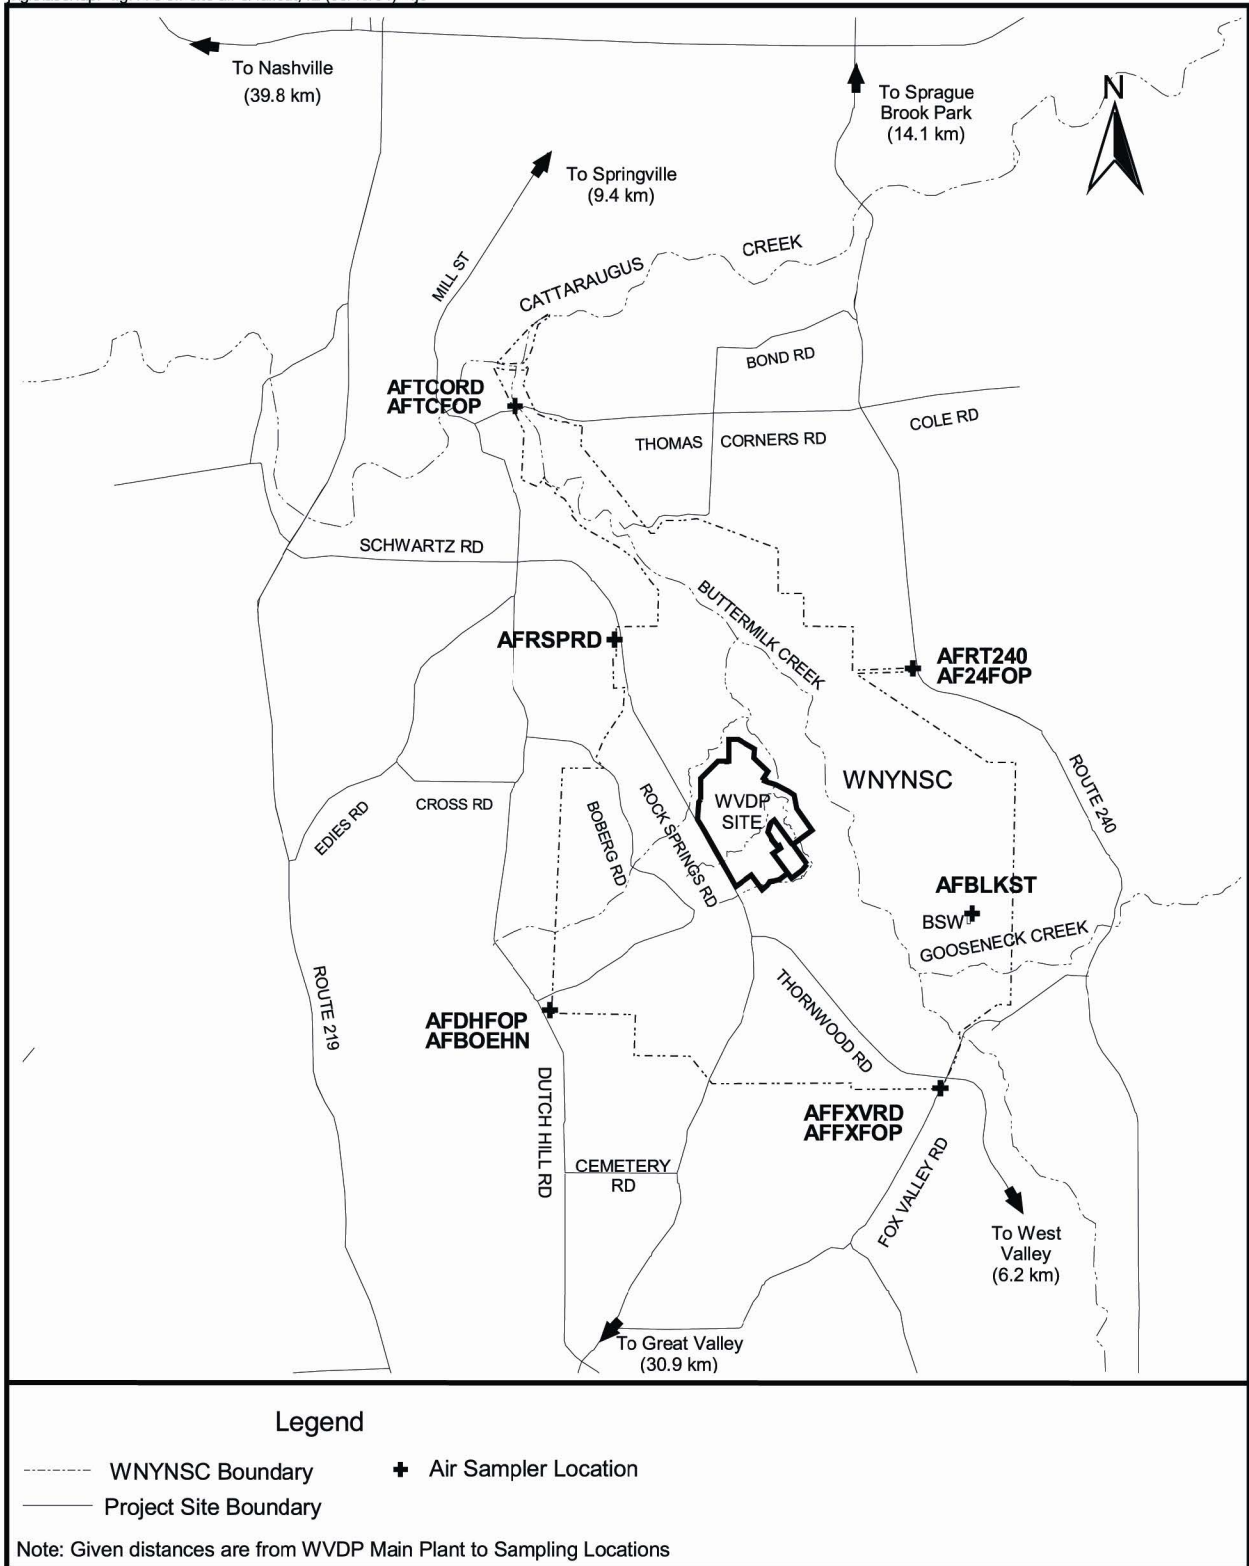 To Nashville
(39.8 km)
To Sprague
Brook Park
(14.1 km)
N
To Springville
(9.4 km)
MILL ST
CATTARAUGUS CREEK
BOND RD
AFTCORD
AFTCFOP
COLE RD
THOMAS CORNERS RD
SCHWARTZ RD
BUTTERMILK CREEK
AFRSPRD
AFRT240
AF24FOP
ROUTE 240
WNYNSC
WVDP
SITE
CROSS RD
EDIES RD
BOBERG RD
ROCK SPRINGS RD
AFBLKST
BSW
GOOSENECK CREEK
ROUTE 219
THORNWOOD RD
AFDHFOP
AFBOEHN
DUTCH HILL RD
AFFXVRD
AFFXFOP
CEMETERY
RD
FOX VALLEY RD
To West
Valley
(6.2 km)
To Great Valley
(30.9 km)
Legend
WNYNSC Boundary
Air Sampler Location
Project Site Boundary
Note: Given distances are from WVDP Main Plant to Sampling Locations